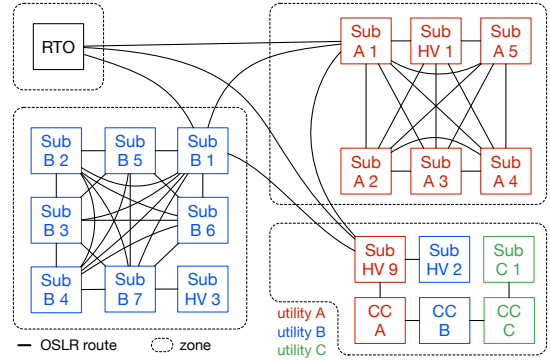 RTO
Sub A 1
Sub HV 1
Sub A 5
Sub A 2
Sub A 3
Sub A 4
Sub B 2
Sub B 5
Sub B 1
Sub B 3
Sub B 6
Sub B 4
Sub B 7
Sub HV 3
Sub HV 9
Sub HV 2
Sub C 1
CC A
CC B
CC C
utility A
utility B
utility C
OSLR route
zone